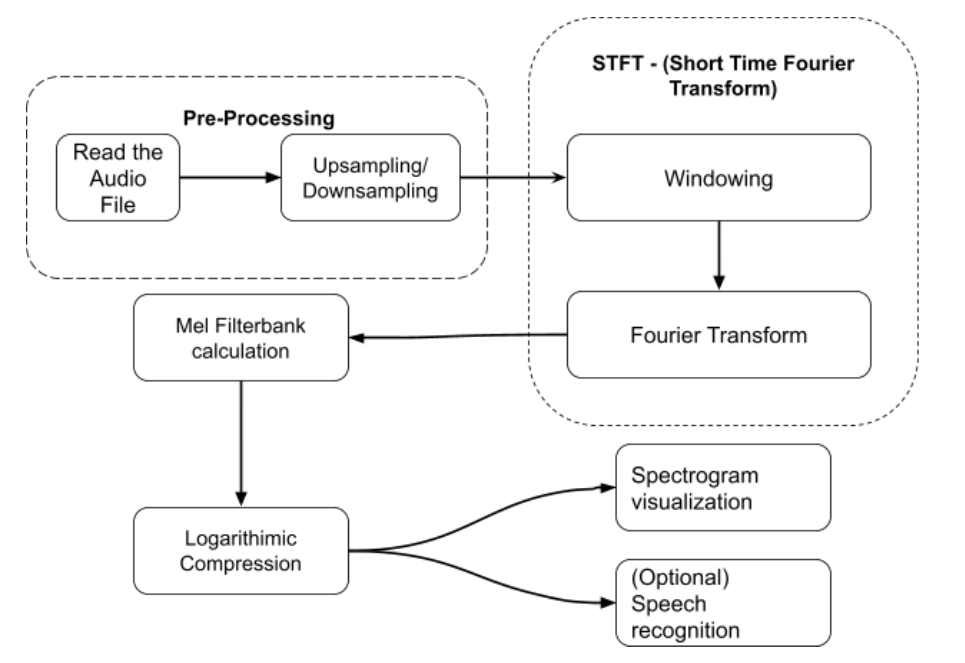 Pre-Processing
Read the
Audio
File
Upsampling/
Downsampling
STFT - (Short Time Fourier
Transform)
Windowing
Fourier Transform
Mel Filterbank
calculation
Logarithimic
Compression
Spectrogram
visualization
(Optional)
Speech
recognition